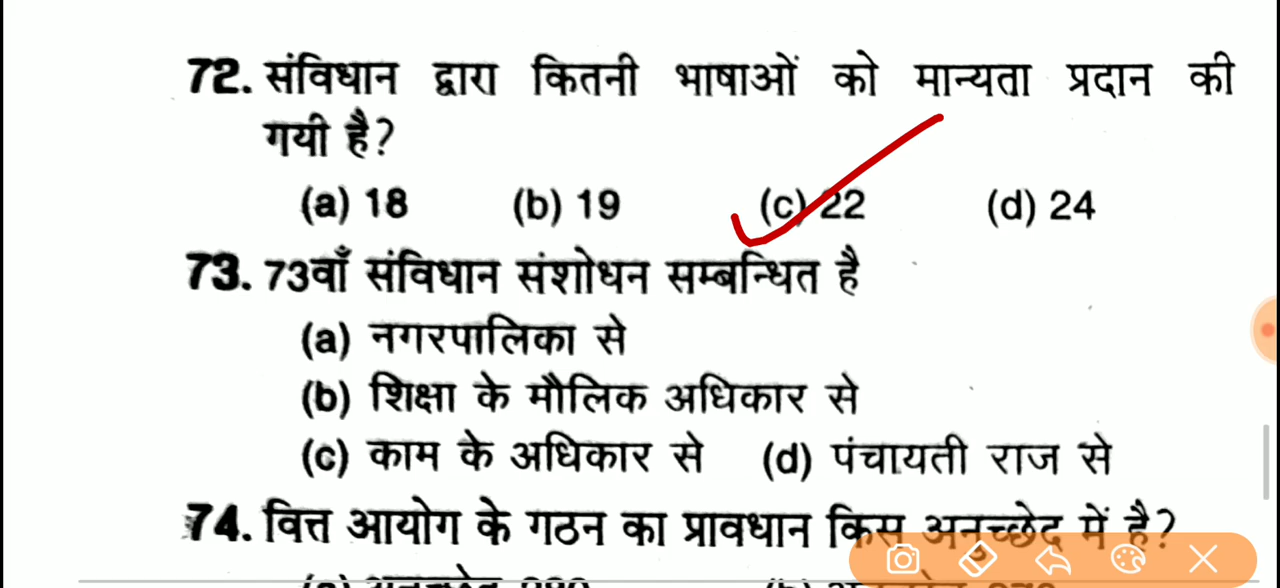 72. संविधान द्वारा कितनी भाषाओं को मान्यता प्रदान की
गयी है?
(a) 18 (b) 19 (c) 22 (d) 24
73. 73वाँ संविधान संशोधन सम्बन्धित है
(a) नगरपालिका से
(b) शिक्षा के मौलिक अधिकार से
(c) काम के अधिकार से (d) पंचायती राज से
74. वित्त आयोग के गठन का प्रावधान किस अनुच्छेद में है?